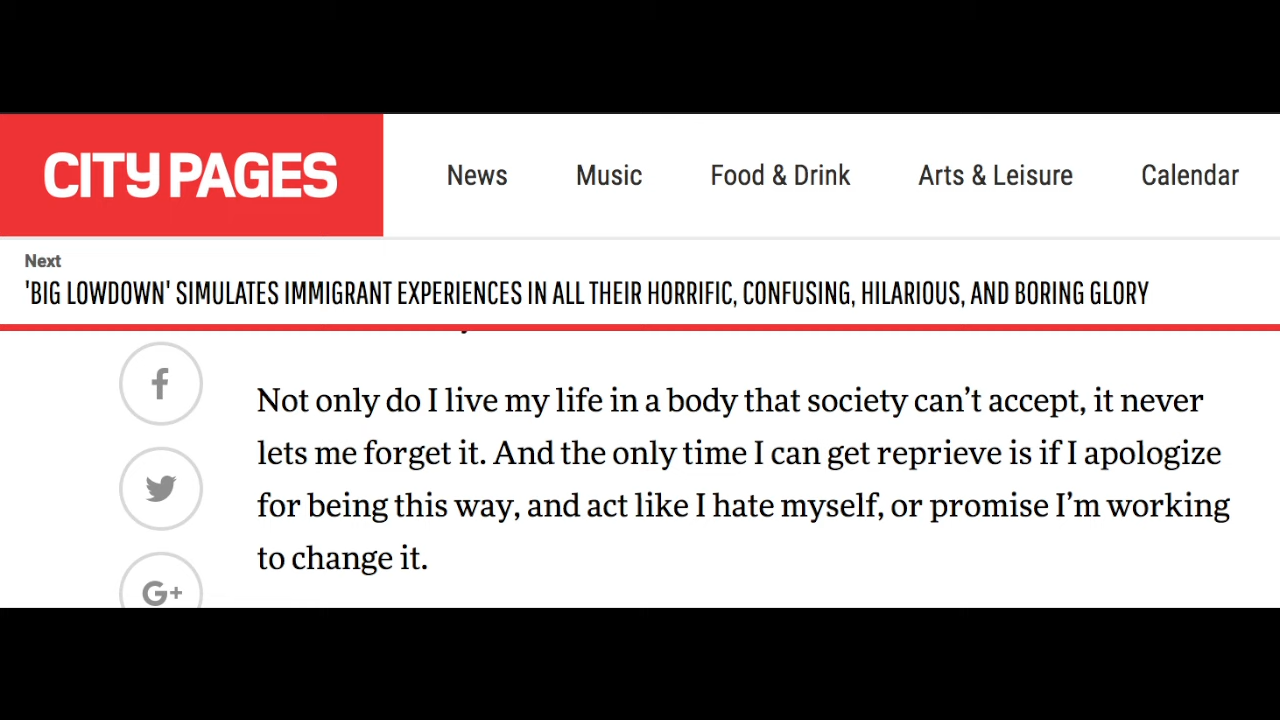 CITY PAGES
News Music Food & Drink Arts & Leisure Calendar
Next
'BIG LOWDOWN' SIMULATES IMMIGRANT EXPERIENCES IN ALL THEIR HORRIFIC, CONFUSING, HILARIOUS, AND BORING GLORY
Not only do I live my life in a body that society can’t accept, it never
lets me forget it. And the only time I can get reprieve is if I apologize
for being this way, and act like I hate myself, or promise I’m working
to change it.
f
G+